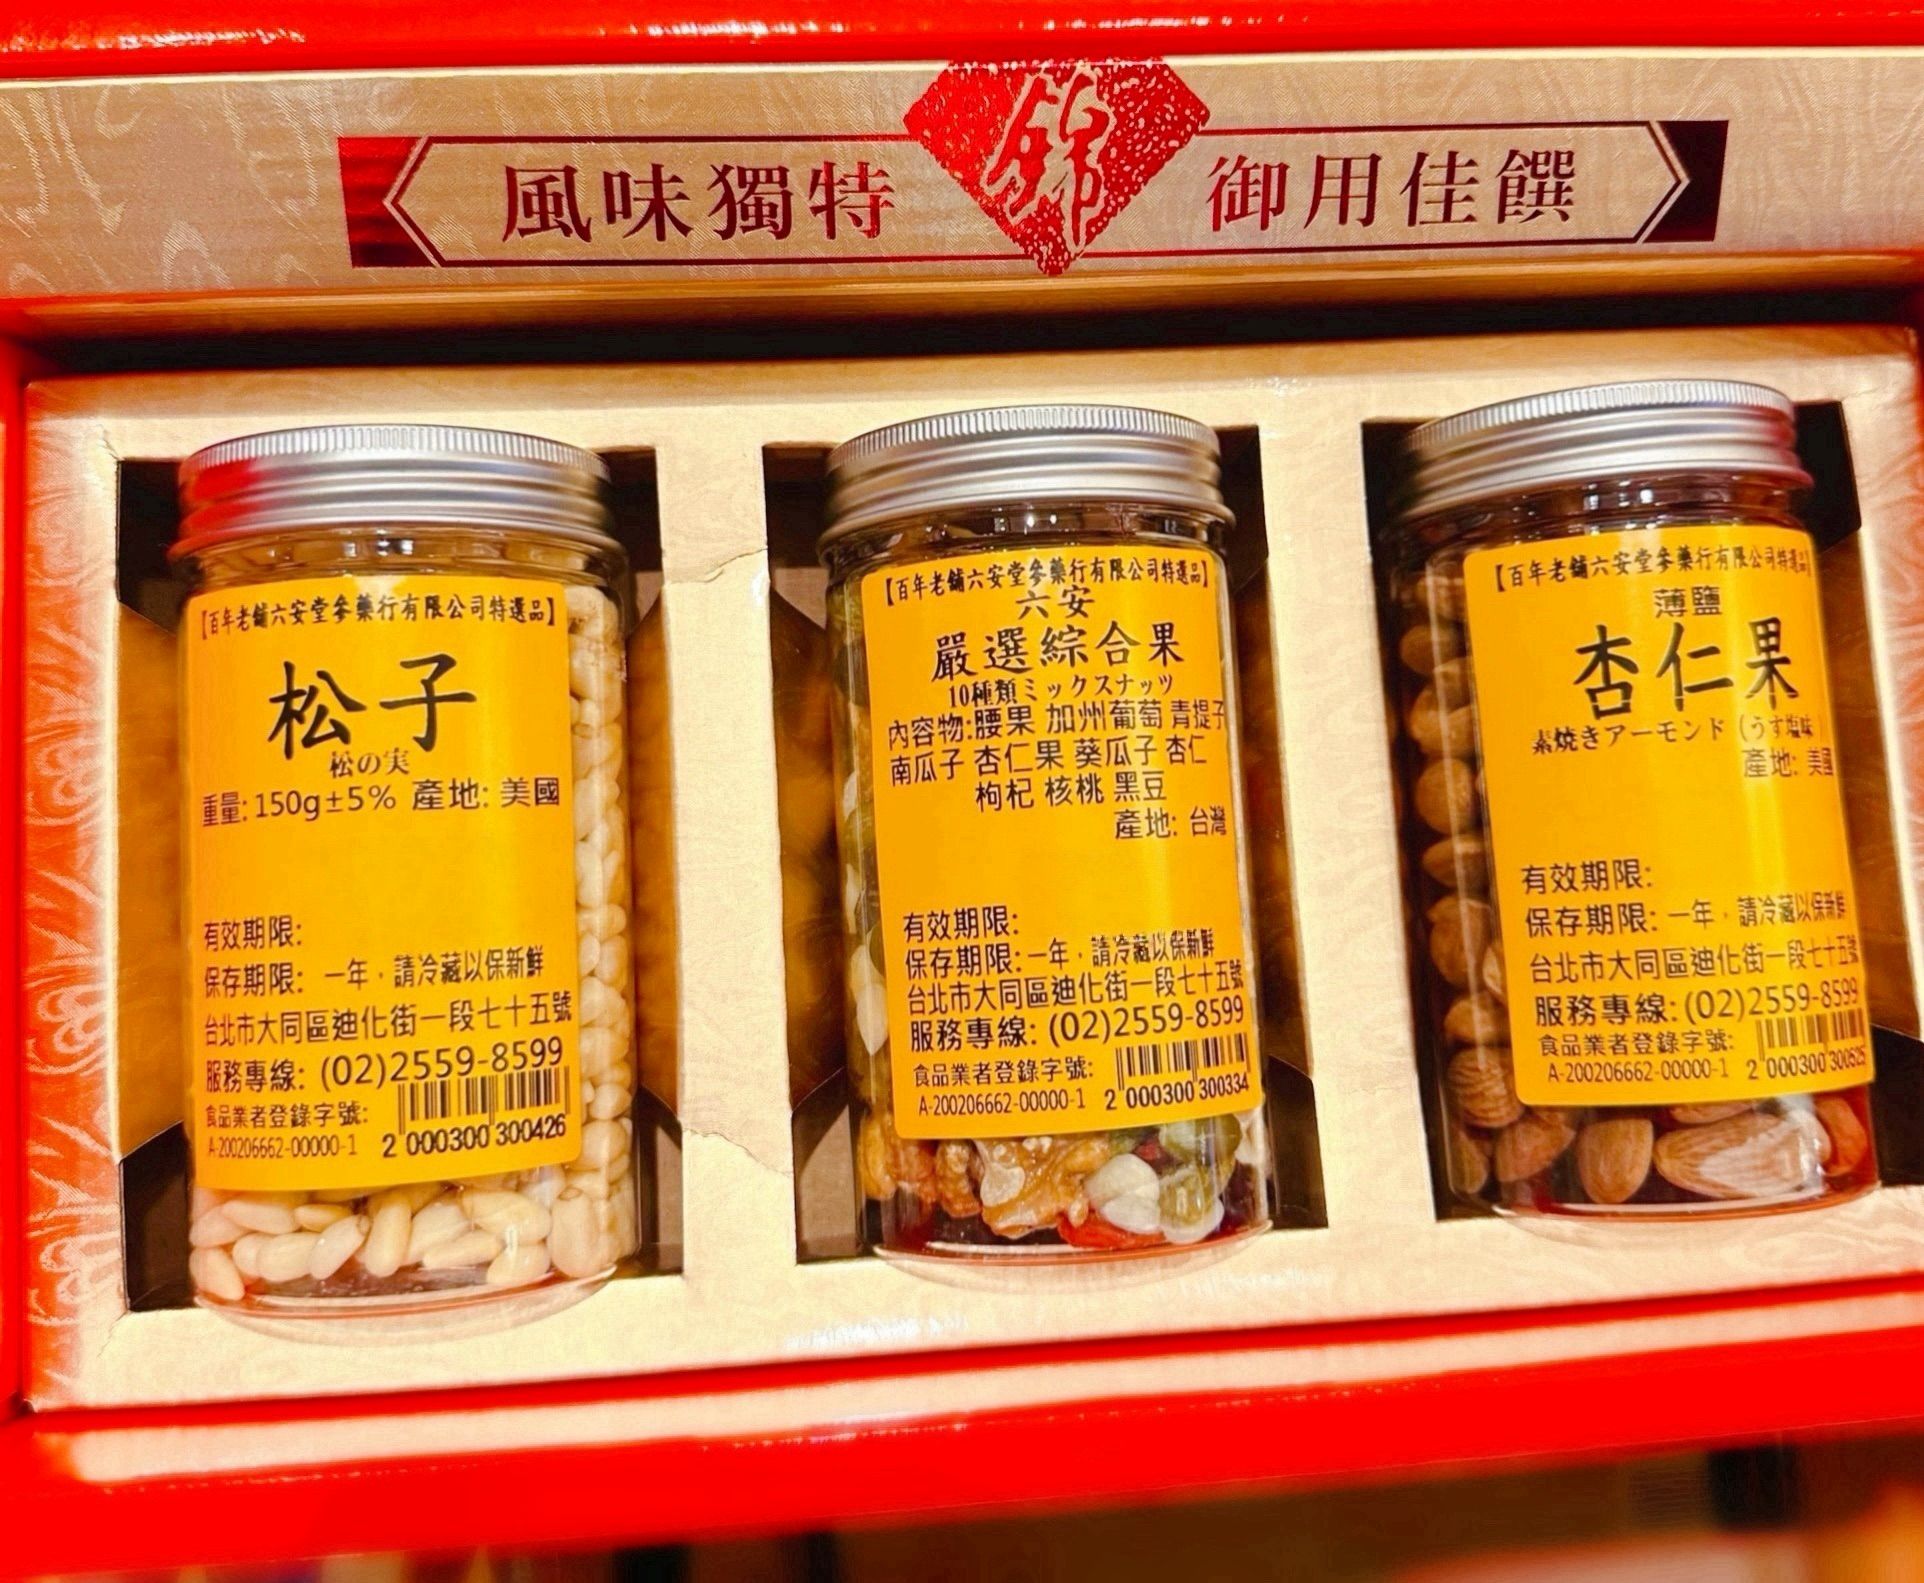 風味獨特 錦 御用佳饌
【百年老舖六安堂參藥行有限公司特選品】
松子
松の実
重量: 150g±5% 產地: 美國
有效期限:
保存期限: 一年，請冷藏以保新鮮
台北市大同區迪化街一段七十五號
服務專線: (02)2559-8599
食品業者登錄字號:
A-200206662-00000-1
2 000300 300426
【百年老舖六安堂參藥行有限公司特選品】
六安
嚴選綜合果
10種類ミックスナッツ
內容物:腰果 加州葡萄 青提子
南瓜子 杏仁果 葵瓜子 杏仁
枸杞 核桃 黑豆
產地: 台灣
有效期限:
保存期限:一年，請冷藏以保新鮮
台北市大同區迪化街一段七十五號
服務專線: (02)2559-8599
食品業者登錄字號:
A-200206662-00000-1
2 000300 300334
【百年老舖六安堂參藥行有限公司特選品】
薄鹽
杏仁果
素焼きアーモンド（うす塩味）
產地: 美國
有效期限:
保存期限: 一年，請冷藏以保新鮮
台北市大同區迪化街一段七十五號
服務專線: (02)2559-8599
食品業者登錄字號:
A-200206662-00000-1
2 000300 300525